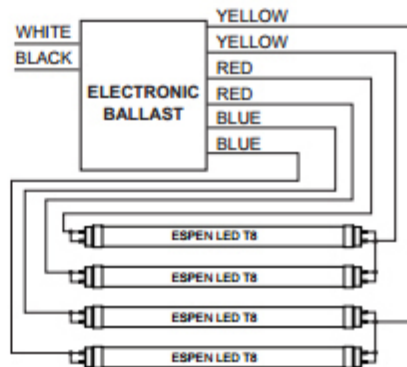 YELLOW
WHITE
YELLOW
BLACK
RED
ELECTRONIC
BALLAST
RED
BLUE
BLUE
ESPEN LED T8
ESPEN LED T8
ESPEN LED T8
ESPEN LED T8